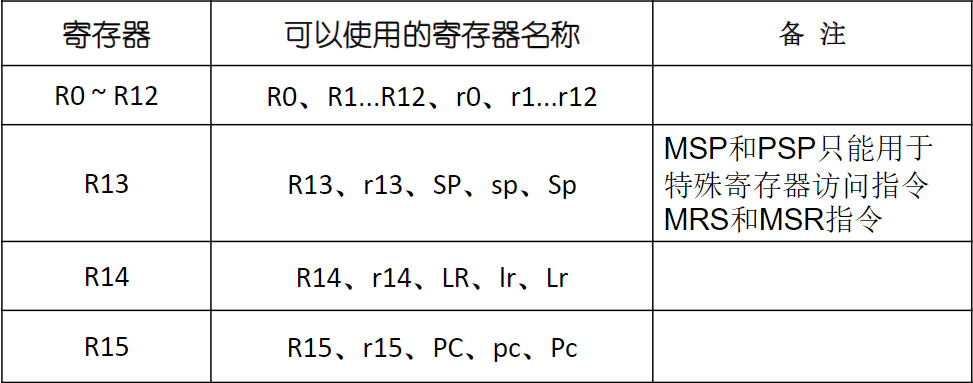 寄存器 可以使用的寄存器名称 备 注
R0 ~ R12 R0、R1...R12、r0、r1...r12
R13 R13、r13、SP、sp、Sp MSP和PSP只能用于
特殊寄存器访问指令
MRS和MSR指令
R14 R14、r14、LR、lr、Lr
R15 R15、r15、PC、pc、Pc